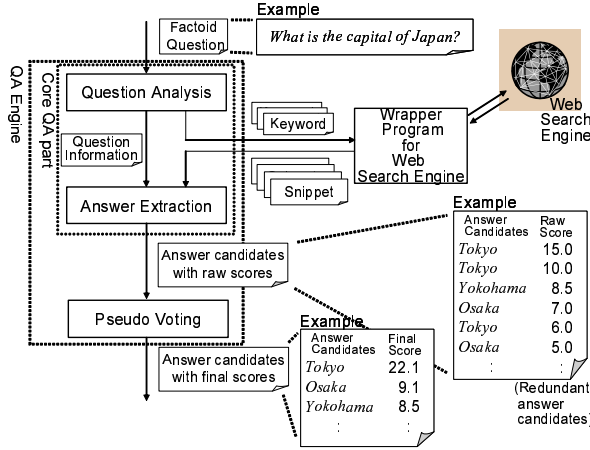 Example
Factoid
Question
What is the capital of Japan?
QA Engine
Core QA part
Question Analysis
Question
Information
Keyword
Snippet
Wrapper
Program
for
Web
Search Engine
Web
Search
Engine
Answer Extraction
Answer candidates
with raw scores
Example
Answer Candidates Raw Score
Tokyo 15.0
Tokyo 10.0
Yokohama 8.5
Osaka 7.0
Tokyo 6.0
Osaka 5.0
: :
(Redundant
answer
candidates)
Pseudo Voting
Answer candidates
with final scores
Example
Answer Candidates Final Score
Tokyo 22.1
Osaka 9.1
Yokohama 8.5
: :